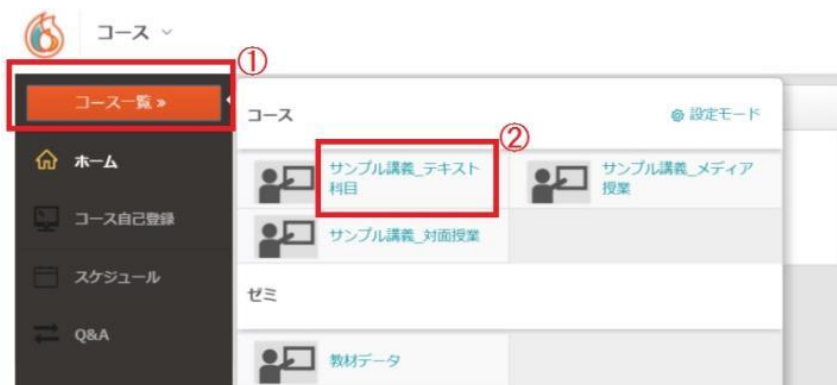 コース
①
コース一覧 »
コース
設定モード
②
ホーム
サンプル講義_テキスト
科目
サンプル講義_メディア
授業
コース自己登録
サンプル講義_対面授業
スケジュール
ゼミ
Q&A
教材データ